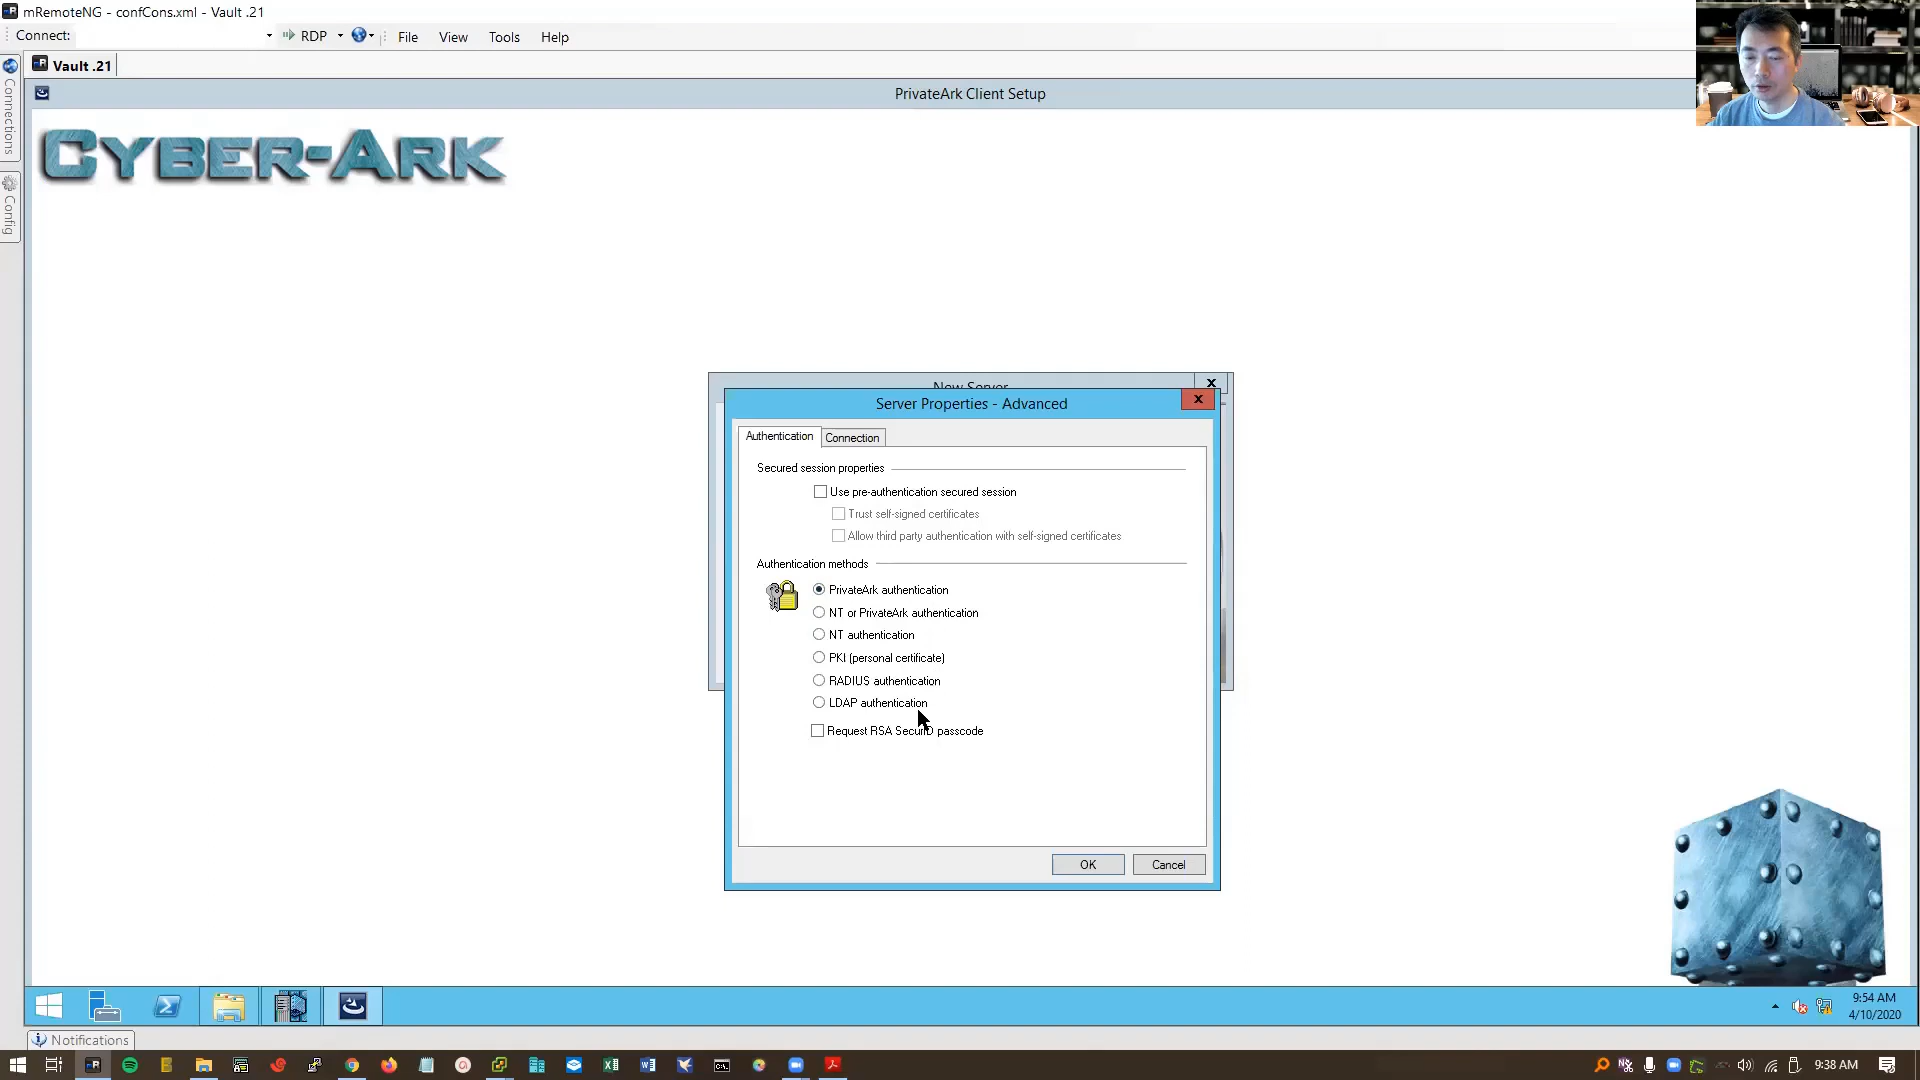 mRemoteNG - confCons.xml - Vault .21
Connect:
RDP
File
View
Tools
Help
Vault .21
Connections
Config
PrivateArk Client Setup
CYBER-ARK
New Server
x
Server Properties - Advanced
x
Authentication
Connection
Secured session properties
Use pre-authentication secured session
Trust self-signed certificates
Allow third party authentication with self-signed certificates
Authentication methods
PrivateArk authentication
NT or PrivateArk authentication
NT authentication
PKI (personal certificate)
RADIUS authentication
LDAP authentication
Request RSA SecurID passcode
OK
Cancel
9:54 AM
4/10/2020
Notifications
9:38 AM